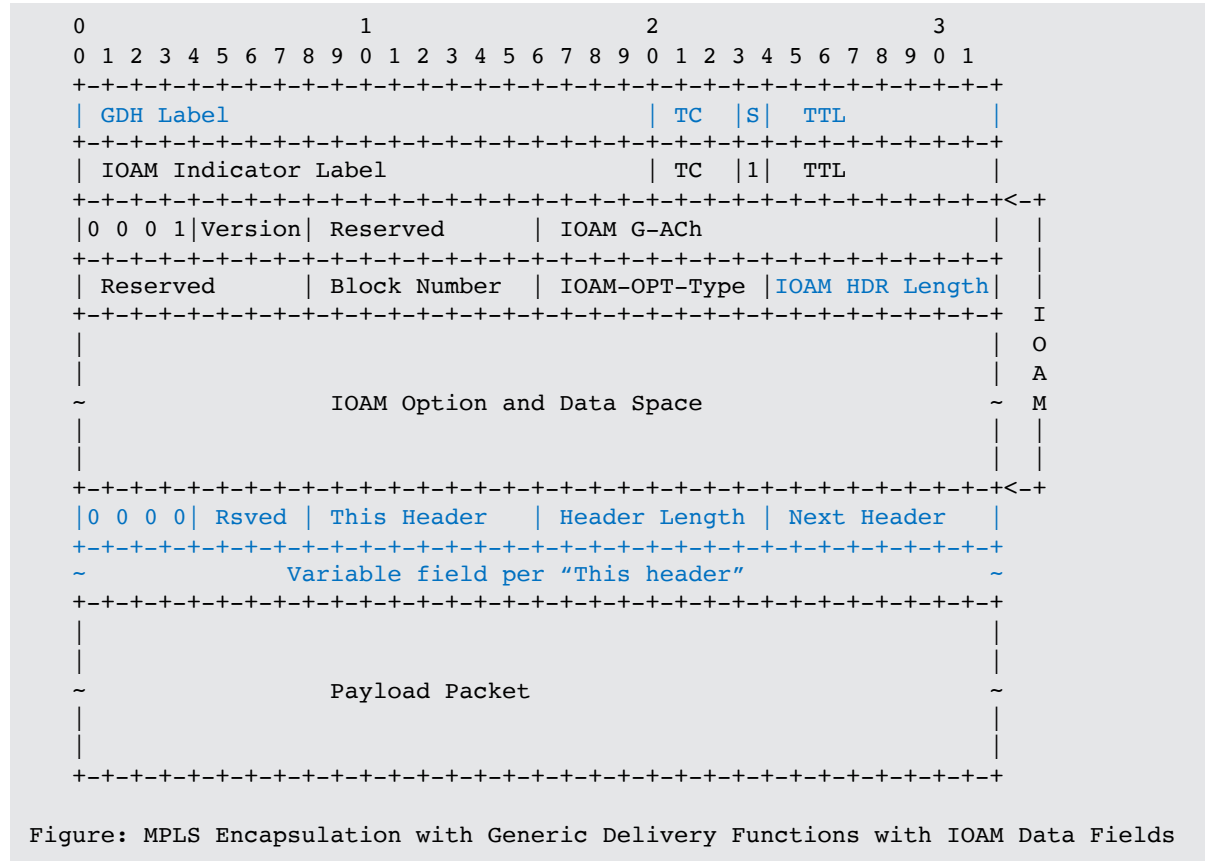 0                   1                   2                   3
0 1 2 3 4 5 6 7 8 9 0 1 2 3 4 5 6 7 8 9 0 1 2 3 4 5 6 7 8 9 0 1
+-+-+-+-+-+-+-+-+-+-+-+-+-+-+-+-+-+-+-+-+-+-+-+-+-+-+-+-+-+-+-+-+
| GDH Label                             | TC  |S|  TTL          |
+-+-+-+-+-+-+-+-+-+-+-+-+-+-+-+-+-+-+-+-+-+-+-+-+-+-+-+-+-+-+-+-+
| IOAM Indicator Label                  | TC  |1|  TTL          |
+-+-+-+-+-+-+-+-+-+-+-+-+-+-+-+-+-+-+-+-+-+-+-+-+-+-+-+-+-+-+-+-+<-+
|0 0 0 1|Version| Reserved      | IOAM G-ACh                    |  |
+-+-+-+-+-+-+-+-+-+-+-+-+-+-+-+-+-+-+-+-+-+-+-+-+-+-+-+-+-+-+-+-+  |
| Reserved      | Block Number  | IOAM-OPT-Type |IOAM HDR Length|  |
+-+-+-+-+-+-+-+-+-+-+-+-+-+-+-+-+-+-+-+-+-+-+-+-+-+-+-+-+-+-+-+-+  I
|                                                               |  O
|                                                               |  A
~                 IOAM Option and Data Space                    ~  M
|                                                               |  |
|                                                               |  |
+-+-+-+-+-+-+-+-+-+-+-+-+-+-+-+-+-+-+-+-+-+-+-+-+-+-+-+-+-+-+-+-+<-+
|0 0 0 0| Rsved | This Header   | Header Length | Next Header   |
+-+-+-+-+-+-+-+-+-+-+-+-+-+-+-+-+-+-+-+-+-+-+-+-+-+-+-+-+-+-+-+-+
~              Variable field per “This header”                 ~
+-+-+-+-+-+-+-+-+-+-+-+-+-+-+-+-+-+-+-+-+-+-+-+-+-+-+-+-+-+-+-+-+
|                                                               |
|                                                               |
~                 Payload Packet                                ~
|                                                               |
|                                                               |
+-+-+-+-+-+-+-+-+-+-+-+-+-+-+-+-+-+-+-+-+-+-+-+-+-+-+-+-+-+-+-+-+
Figure: MPLS Encapsulation with Generic Delivery Functions with IOAM Data Fields